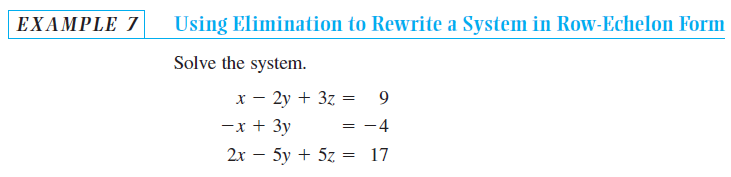 EXAMPLE 7 Using Elimination to Rewrite a System in Row-Echelon Form
Solve the system.
x − 2y + 3z = 9
−x + 3y = −4
2x − 5y + 5z = 17